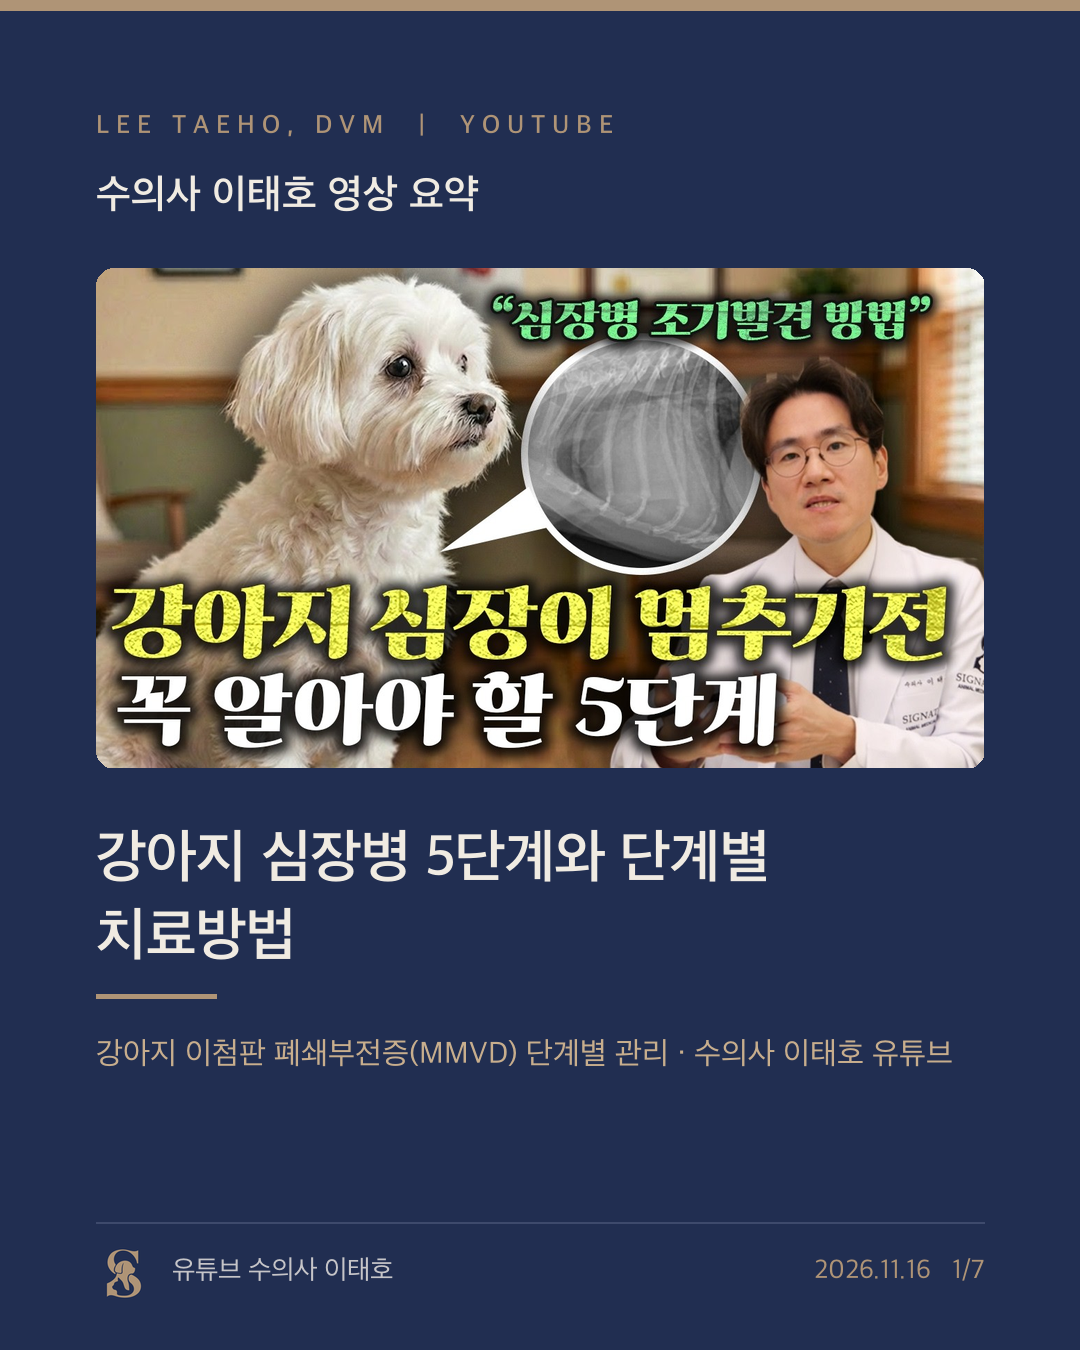 LEE TAEHO, DVM | YOUTUBE
수의사 이태호 영상 요약
“심장병 조기발견 방법”
강아지 심장이 멈추기전
꼭 알아야 할 5단계
강아지 심장병 5단계와 단계별
치료방법
강아지 이첨판 폐쇄부전증(MMVD) 단계별 관리 · 수의사 이태호 유튜브
유튜브 수의사 이태호
2026.11.16 1/7